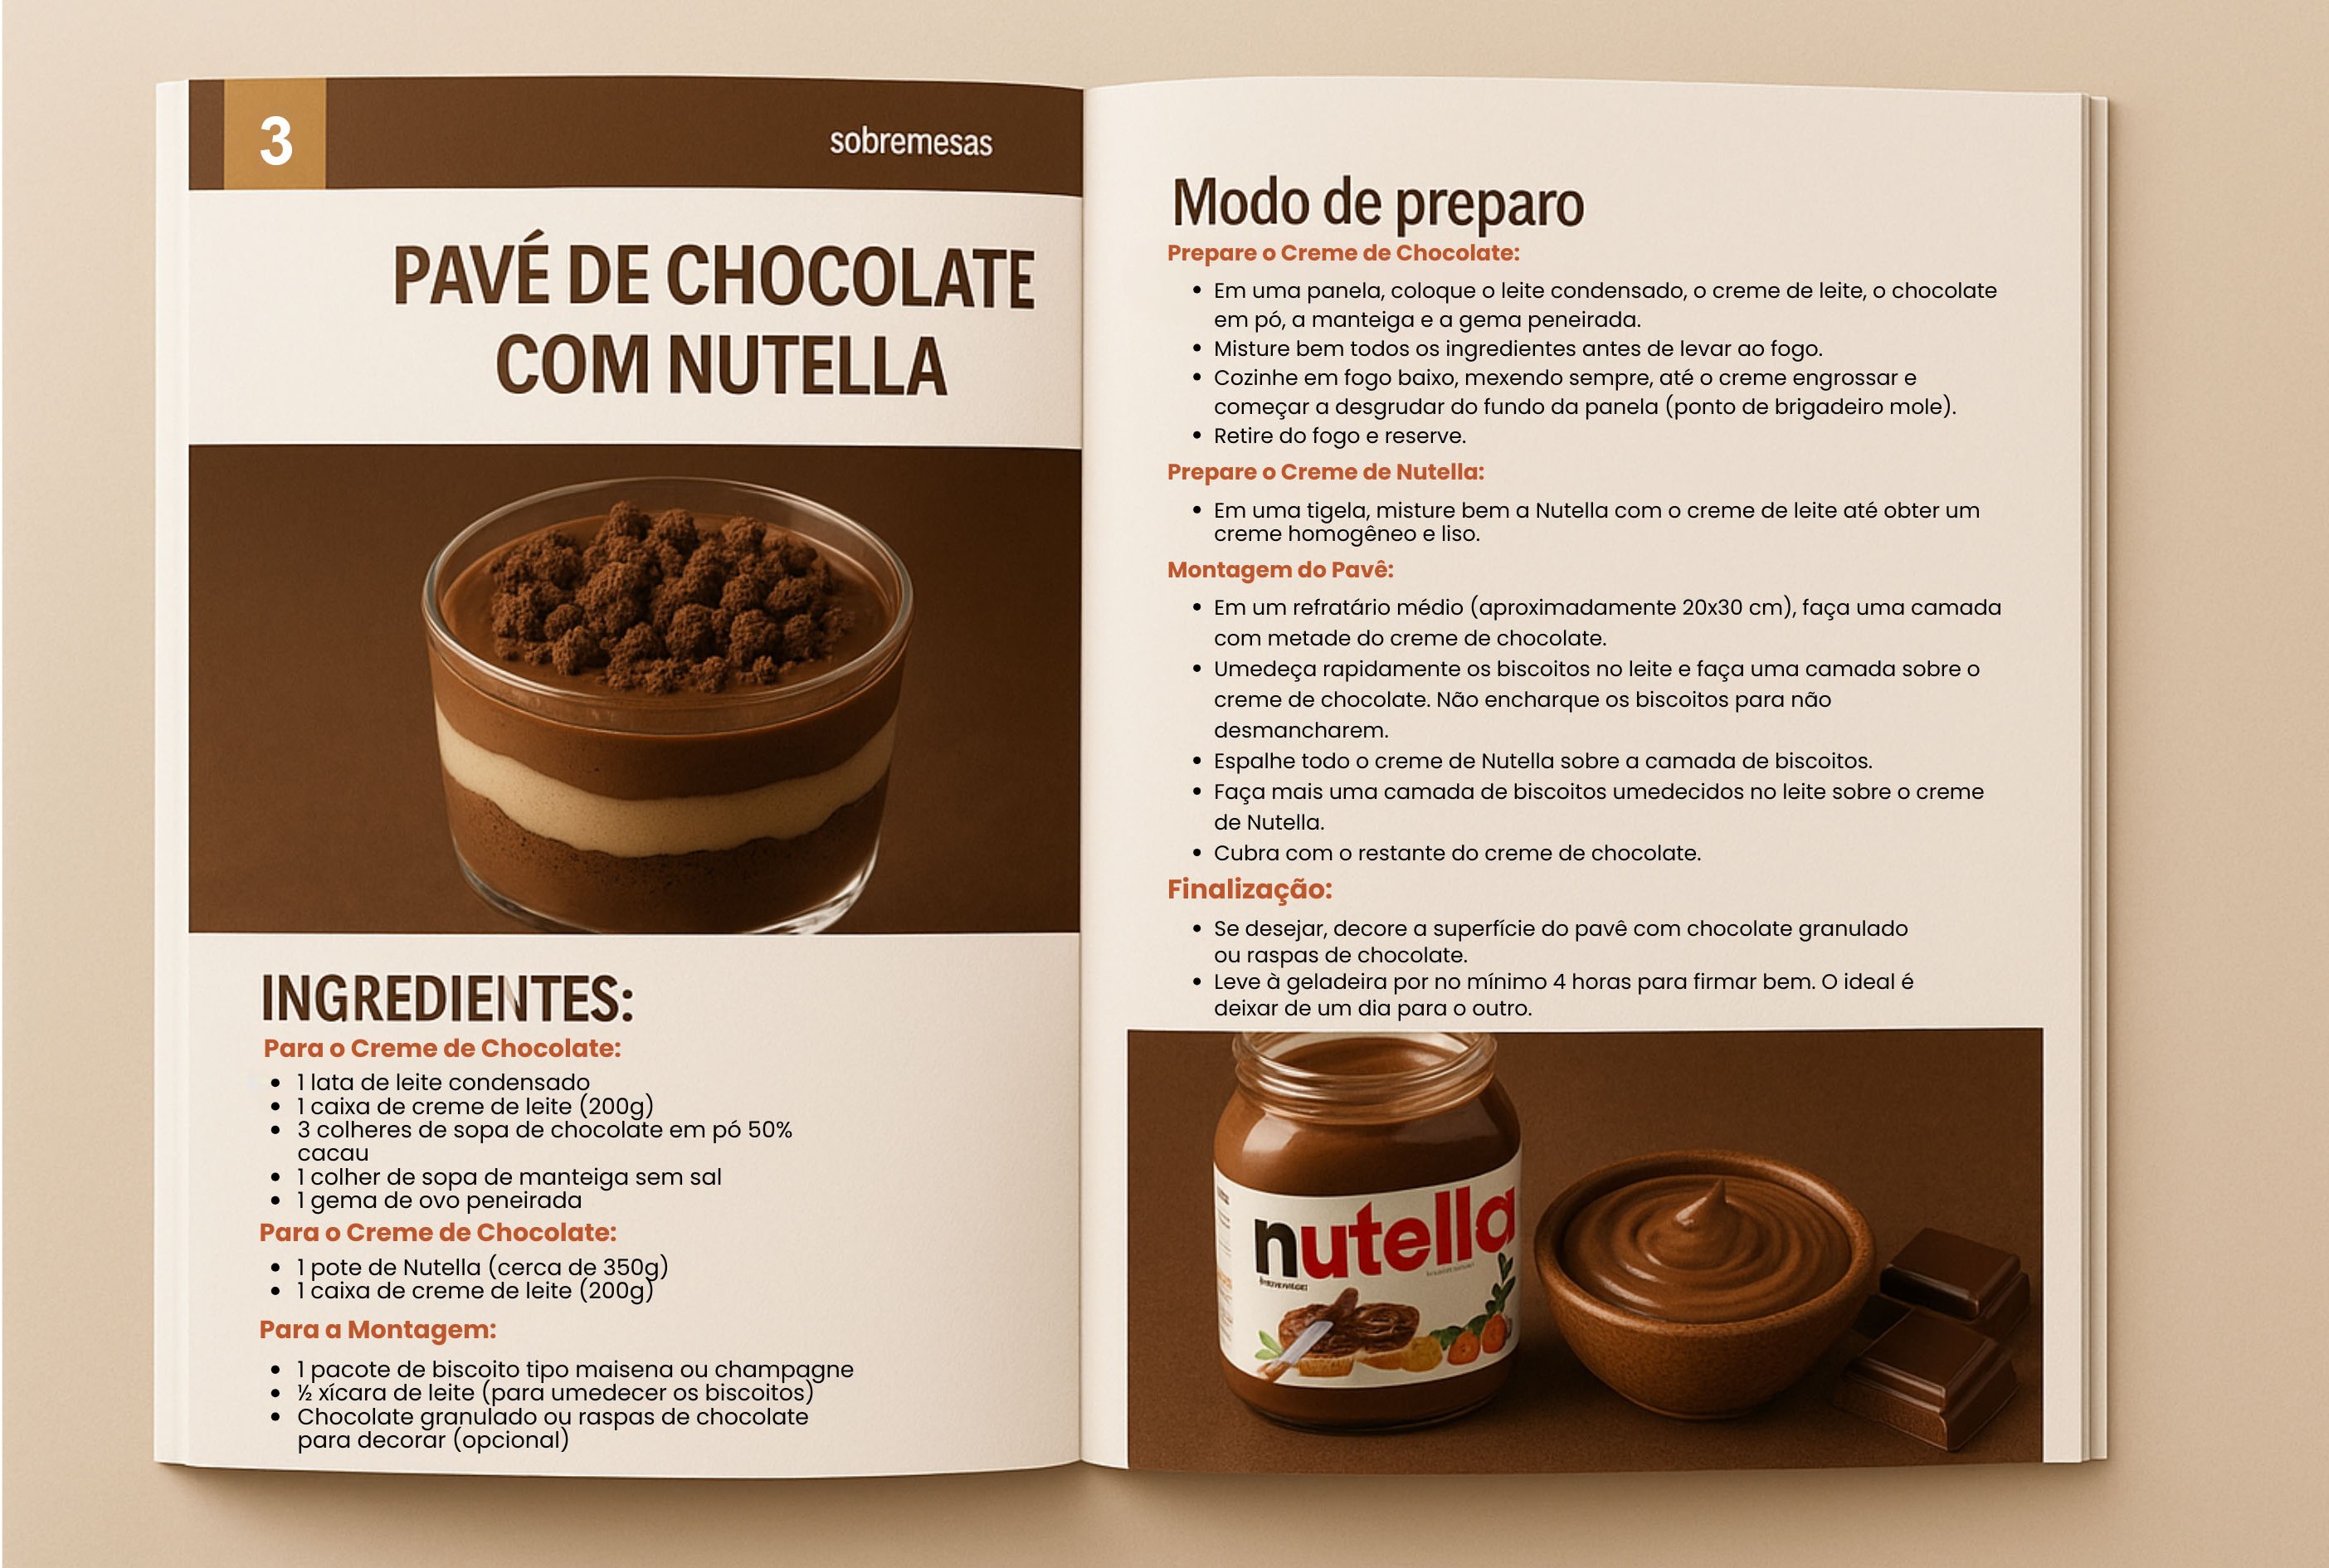 3
sobremesas
PAVÉ DE CHOCOLATE
COM NUTELLA
INGREDIENTES:
Para o Creme de Chocolate:
• 1 lata de leite condensado
• 1 caixa de creme de leite (200g)
• 3 colheres de sopa de chocolate em pó 50%
cacau
• 1 colher de sopa de manteiga sem sal
• 1 gema de ovo peneirada
Para o Creme de Chocolate:
• 1 pote de Nutella (cerca de 350g)
• 1 caixa de creme de leite (200g)
Para a Montagem:
• 1 pacote de biscoito tipo maisena ou champagne
• ½ xícara de leite (para umedecer os biscoitos)
• Chocolate granulado ou raspas de chocolate
para decorar (opcional)
Modo de preparo
Prepare o Creme de Chocolate:
• Em uma panela, coloque o leite condensado, o creme de leite, o chocolate
em pó, a manteiga e a gema peneirada.
• Misture bem todos os ingredientes antes de levar ao fogo.
• Cozinhe em fogo baixo, mexendo sempre, até o creme engrossar e
começar a desgrudar do fundo da panela (ponto de brigadeiro mole).
• Retire do fogo e reserve.
Prepare o Creme de Nutella:
• Em uma tigela, misture bem a Nutella com o creme de leite até obter um
creme homogêneo e liso.
Montagem do Pavê:
• Em um refratário médio (aproximadamente 20x30 cm), faça uma camada
com metade do creme de chocolate.
• Umedeça rapidamente os biscoitos no leite e faça uma camada sobre o
creme de chocolate. Não encharque os biscoitos para não
desmancharem.
• Espalhe todo o creme de Nutella sobre a camada de biscoitos.
• Faça mais uma camada de biscoitos umedecidos no leite sobre o creme
de Nutella.
• Cubra com o restante do creme de chocolate.
Finalização:
• Se desejar, decore a superfície do pavê com chocolate granulado
ou raspas de chocolate.
• Leve à geladeira por no mínimo 4 horas para firmar bem. O ideal é
deixar de um dia para o outro.
nutella